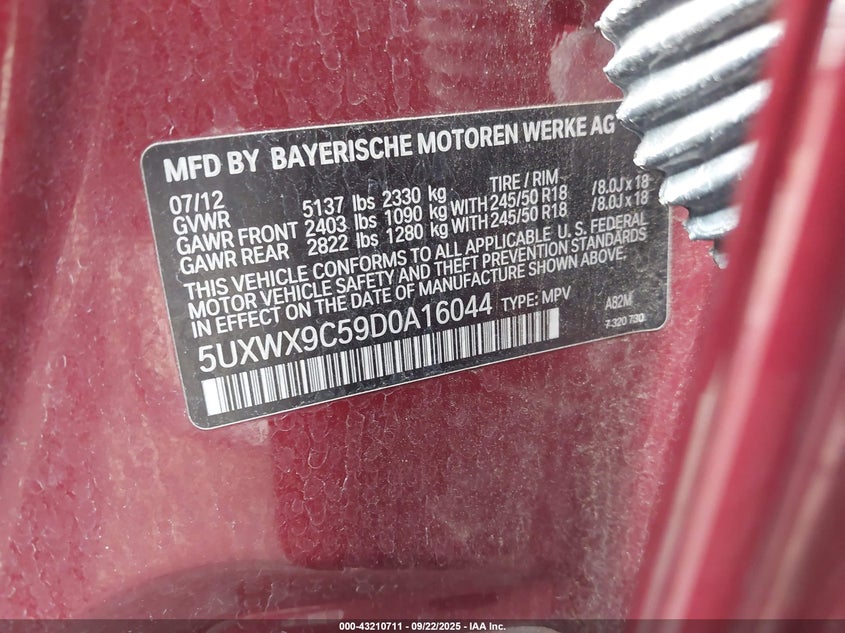 MFD BY BAYERISCHE MOTOREN WERKE AG
07/12 TIRE / RIM
GVWR 5137 lbs 2330 kg
GAWR FRONT 2403 lbs 1090 kg WITH 245/50 R18 / 8.0J x 18
GAWR REAR 2822 lbs 1280 kg WITH 245/50 R18 / 8.0J x 18
THIS VEHICLE CONFORMS TO ALL APPLICABLE U. S. FEDERAL
MOTOR VEHICLE SAFETY AND THEFT PREVENTION STANDARDS
IN EFFECT ON THE DATE OF MANUFACTURE SHOWN ABOVE.
5UXWX9C59D0A16044 TYPE: MPV A82M
7 320 730
000-43210711 - 09/22/2025 - IAA Inc.